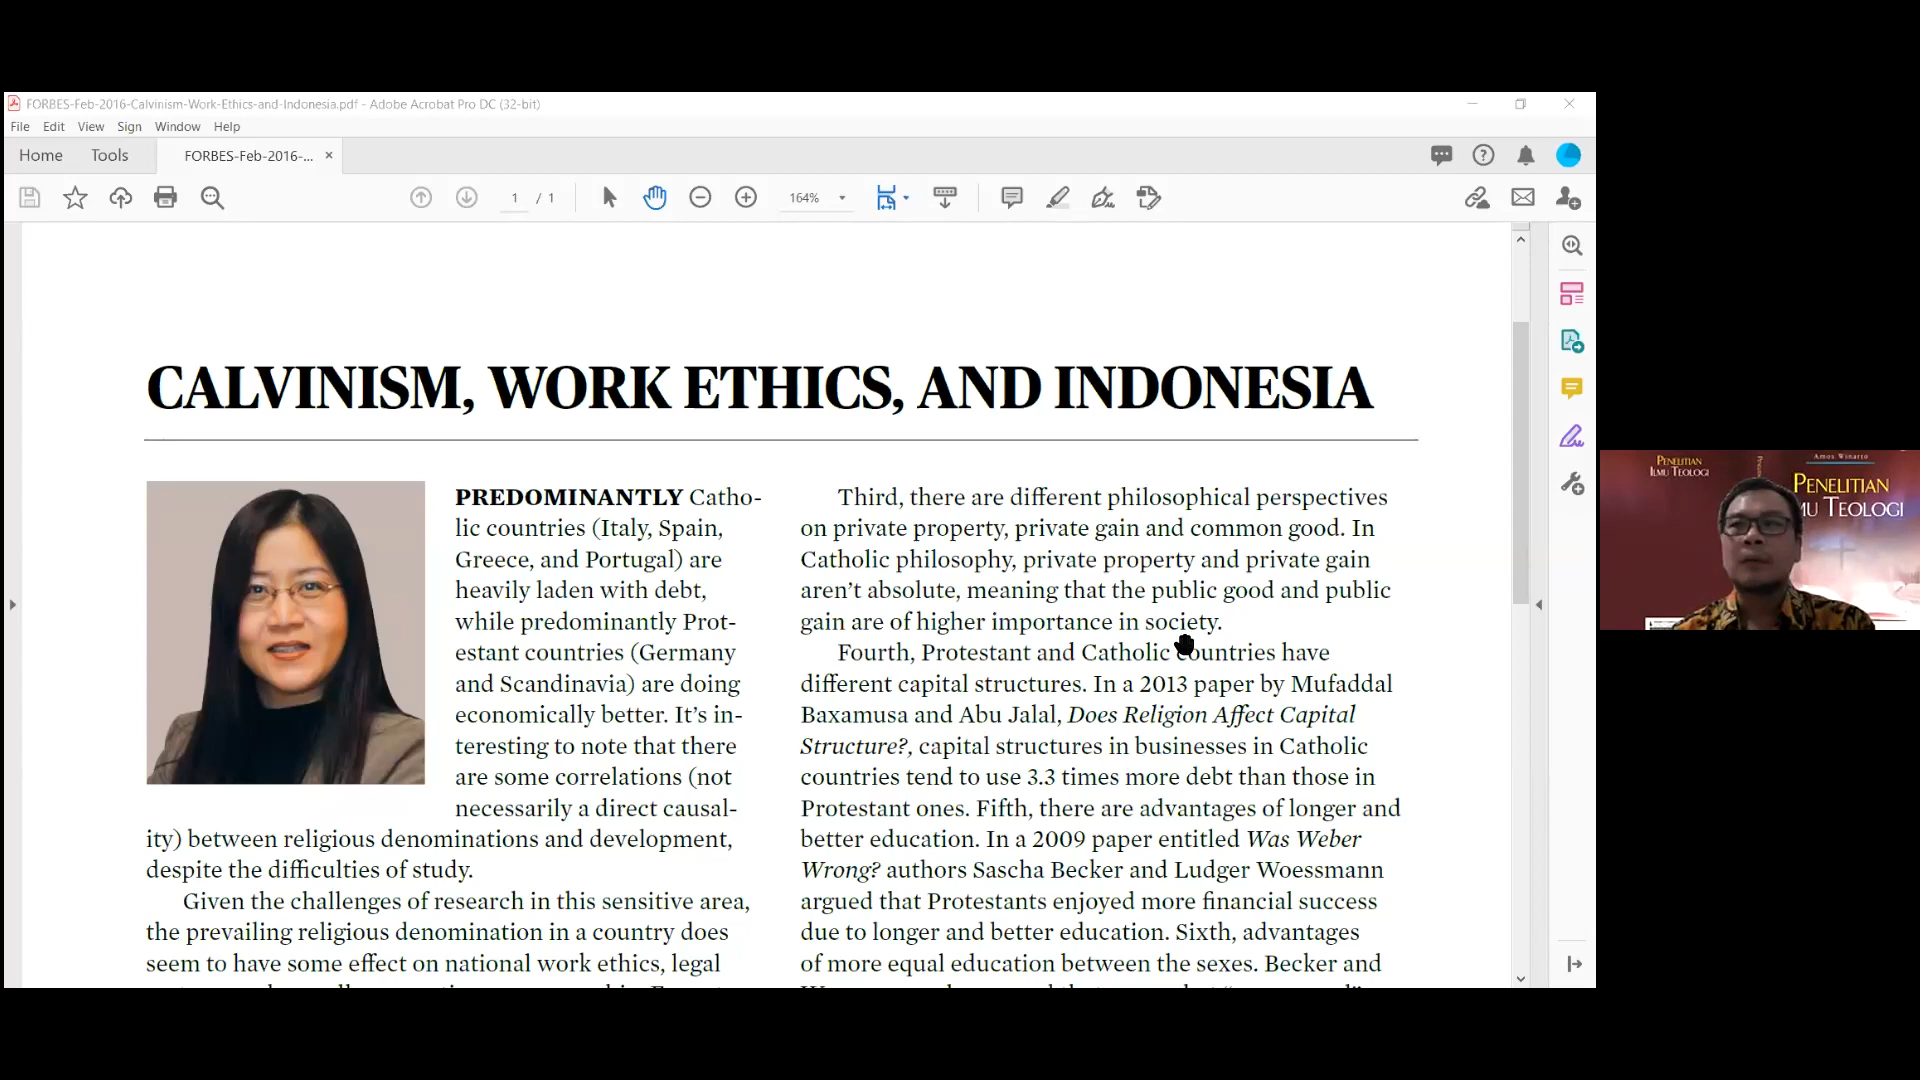 FORBES-Feb-2016-Calvinism-Work-Ethics-and-Indonesia.pdf - Adobe Acrobat Pro DC (32-bit)
File Edit View Sign Window Help
Home Tools FORBES-Feb-2016-... ×
1 / 1 164%
CALVINISM, WORK ETHICS, AND INDONESIA
PREDOMINANTLY Catho-
lic countries (Italy, Spain,
Greece, and Portugal) are
heavily laden with debt,
while predominantly Prot-
estant countries (Germany
and Scandinavia) are doing
economically better. It’s in-
teresting to note that there
are some correlations (not
necessarily a direct causal-
ity) between religious denominations and development,
despite the difficulties of study.
Given the challenges of research in this sensitive area,
the prevailing religious denomination in a country does
seem to have some effect on national work ethics, legal
Third, there are different philosophical perspectives
on private property, private gain and common good. In
Catholic philosophy, private property and private gain
aren’t absolute, meaning that the public good and public
gain are of higher importance in society.
Fourth, Protestant and Catholic countries have
different capital structures. In a 2013 paper by Mufaddal
Baxamusa and Abu Jalal, Does Religion Affect Capital
Structure?, capital structures in businesses in Catholic
countries tend to use 3.3 times more debt than those in
Protestant ones. Fifth, there are advantages of longer and
better education. In a 2009 paper entitled Was Weber
Wrong? authors Sascha Becker and Ludger Woessmann
argued that Protestants enjoyed more financial success
due to longer and better education. Sixth, advantages
of more equal education between the sexes. Becker and
PENELITIAN
ILMU TEOLOGI
Amos Winarto
PENELITIAN
MU TEOLOGI